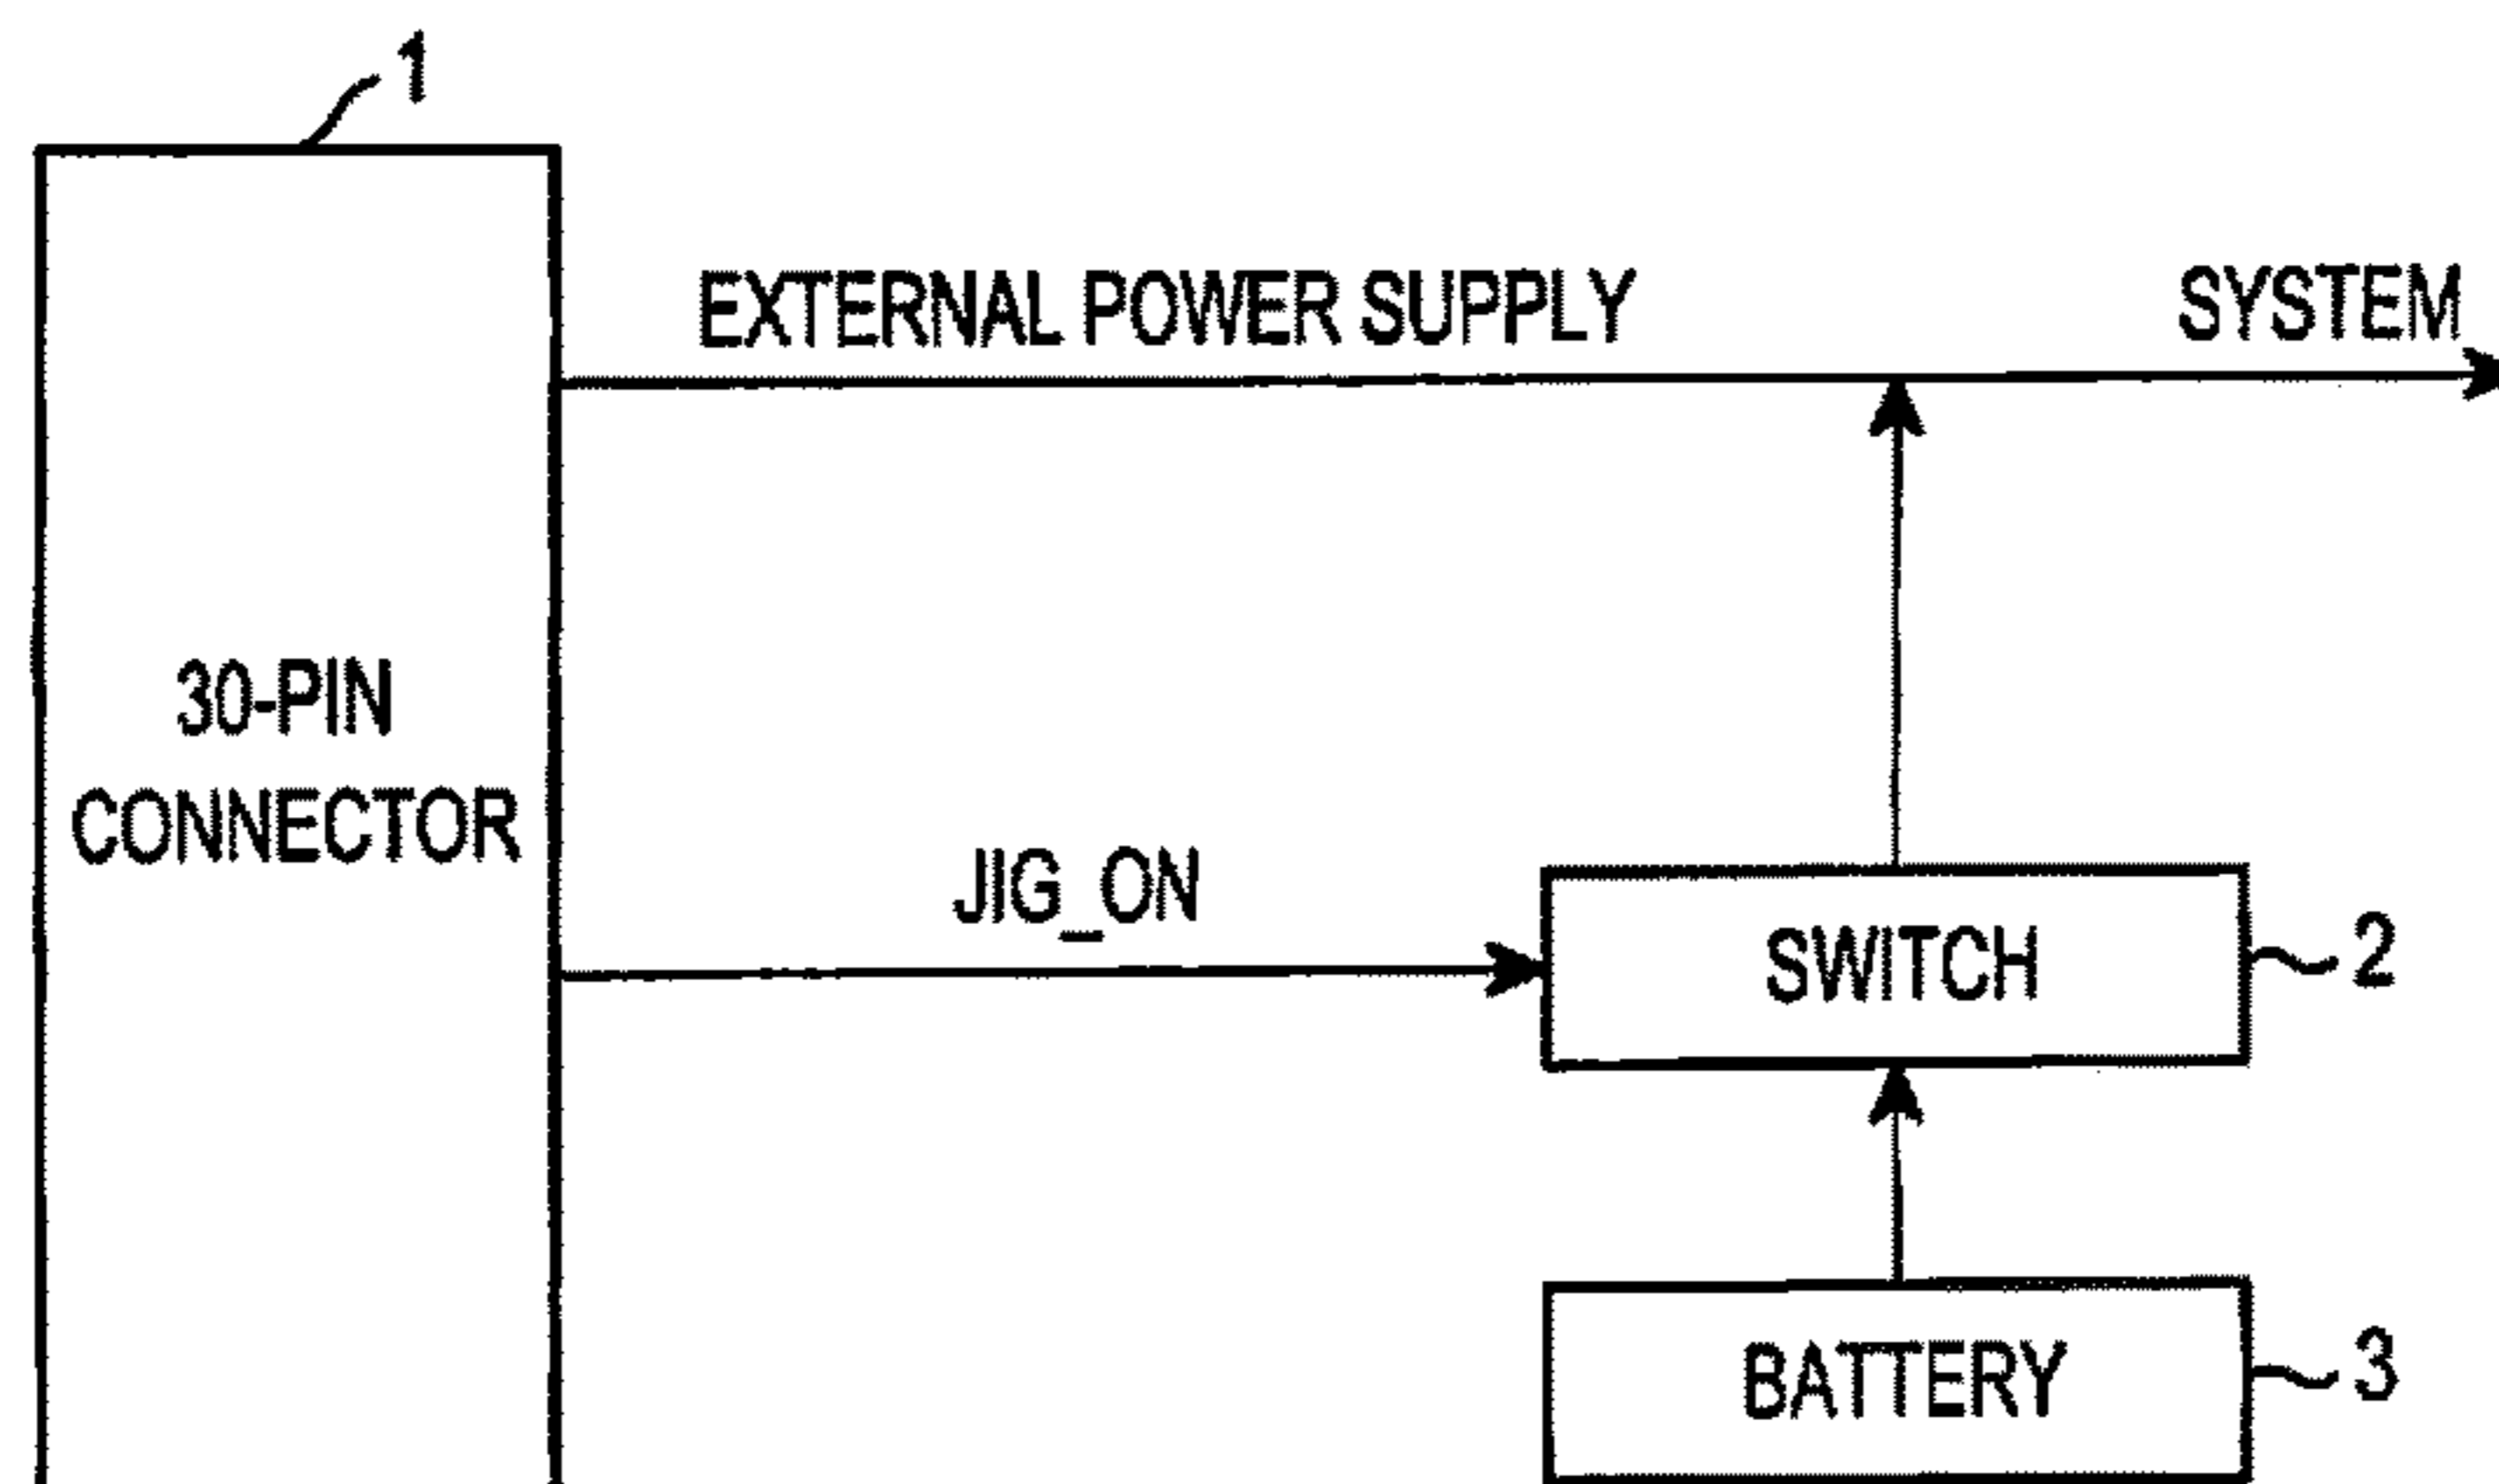 1
EXTERNAL POWER SUPPLY
SYSTEM
30-PIN
CONNECTOR
JIG_ON
SWITCH
2
BATTERY
3